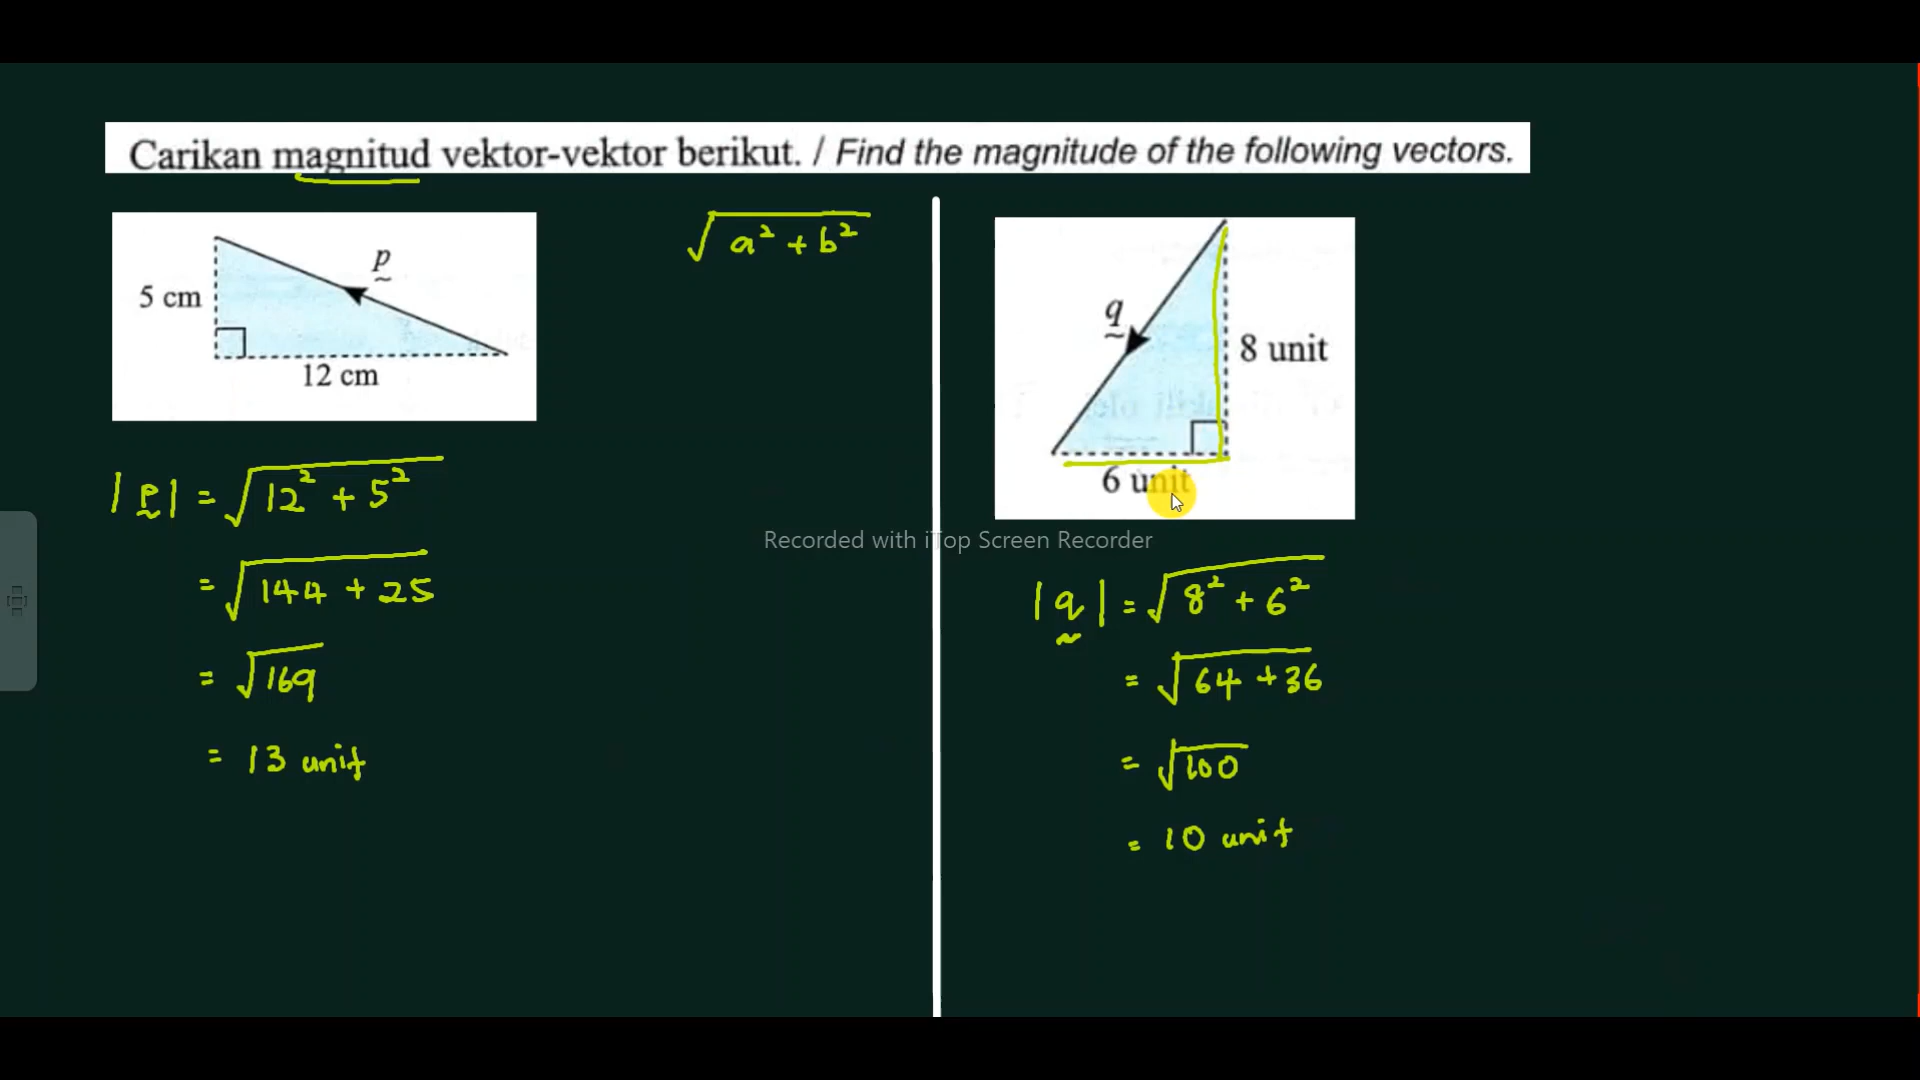 Carikan magnitud vektor-vektor berikut. / Find the magnitude of the following vectors.
p
5 cm
12 cm
√(a² + b²)
q
8 unit
6 unit
|p| = √(12² + 5²)
= √(144 + 25)
= √169
= 13 unit
Recorded with iTop Screen Recorder
|q| = √(8² + 6²)
= √(64 + 36)
= √100
= 10 unit